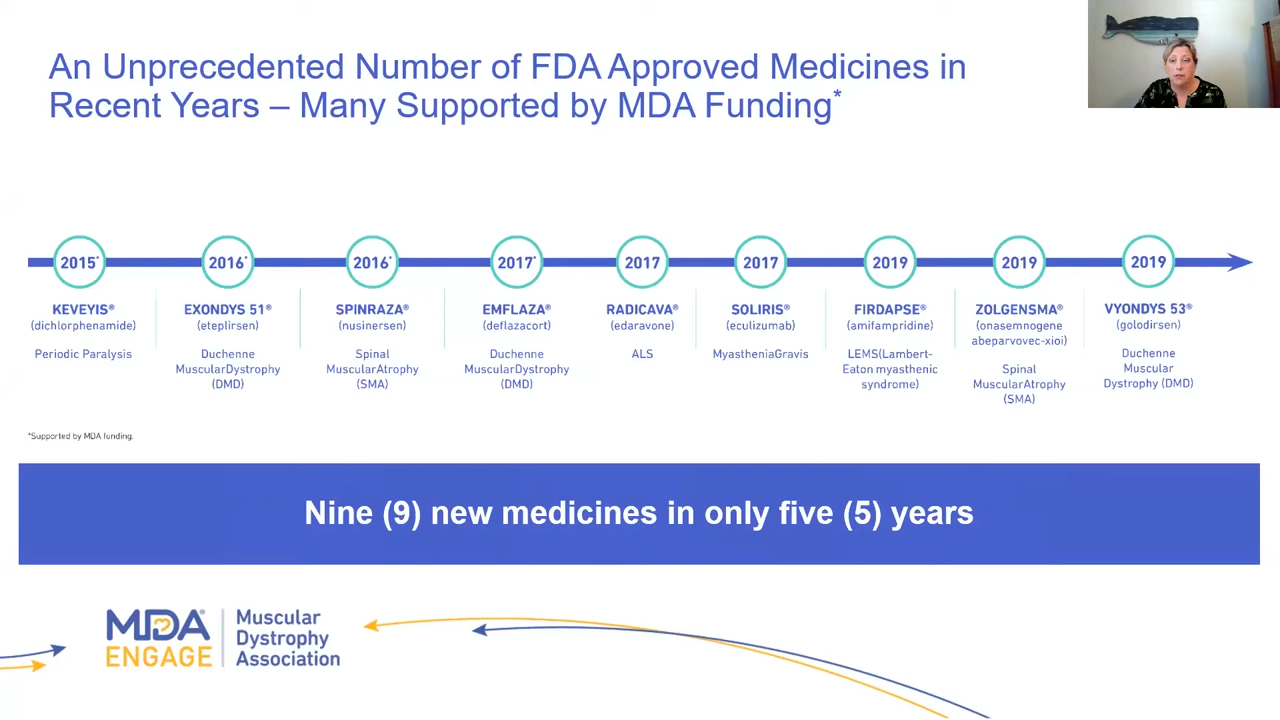 An Unprecedented Number of FDA Approved Medicines in
Recent Years – Many Supported by MDA Funding*
2015*
2016*
2016*
2017*
2017
2017
2019
2019
2019
KEVEYIS®
(dichlorphenamide)
Periodic Paralysis
EXONDYS 51®
(eteplirsen)
Duchenne
MuscularDystrophy
(DMD)
SPINRAZA®
(nusinersen)
Spinal
MuscularAtrophy
(SMA)
EMFLAZA®
(deflazacort)
Duchenne
MuscularDystrophy
(DMD)
RADICAVA®
(edaravone)
ALS
SOLIRIS®
(eculizumab)
MyastheniaGravis
FIRDAPSE®
(amifampridine)
LEMS(Lambert-
Eaton myasthenic
syndrome)
ZOLGENSMA®
(onasemnogene
abeparvovec-xioi)
Spinal
MuscularAtrophy
(SMA)
VYONDYS 53®
(golodirsen)
Duchenne
Muscular
Dystrophy (DMD)
*Supported by MDA funding.
Nine (9) new medicines in only five (5) years
MDA®
ENGAGE
Muscular
Dystrophy
Association